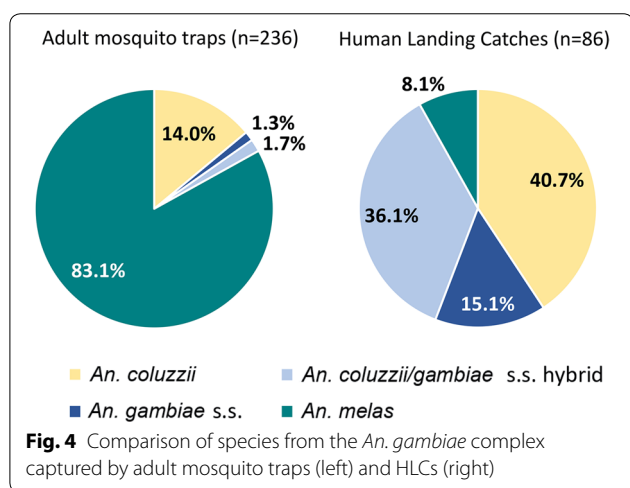 Adult mosquito traps (n=236)
Human Landing Catches (n=86)
14.0%
1.3%
1.7%
83.1%
8.1%
40.7%
36.1%
15.1%
An. coluzzii
An. coluzzii/gambiae s.s. hybrid
An. gambiae s.s.
An. melas
Fig. 4 Comparison of species from the An. gambiae complex
captured by adult mosquito traps (left) and HLCs (right)